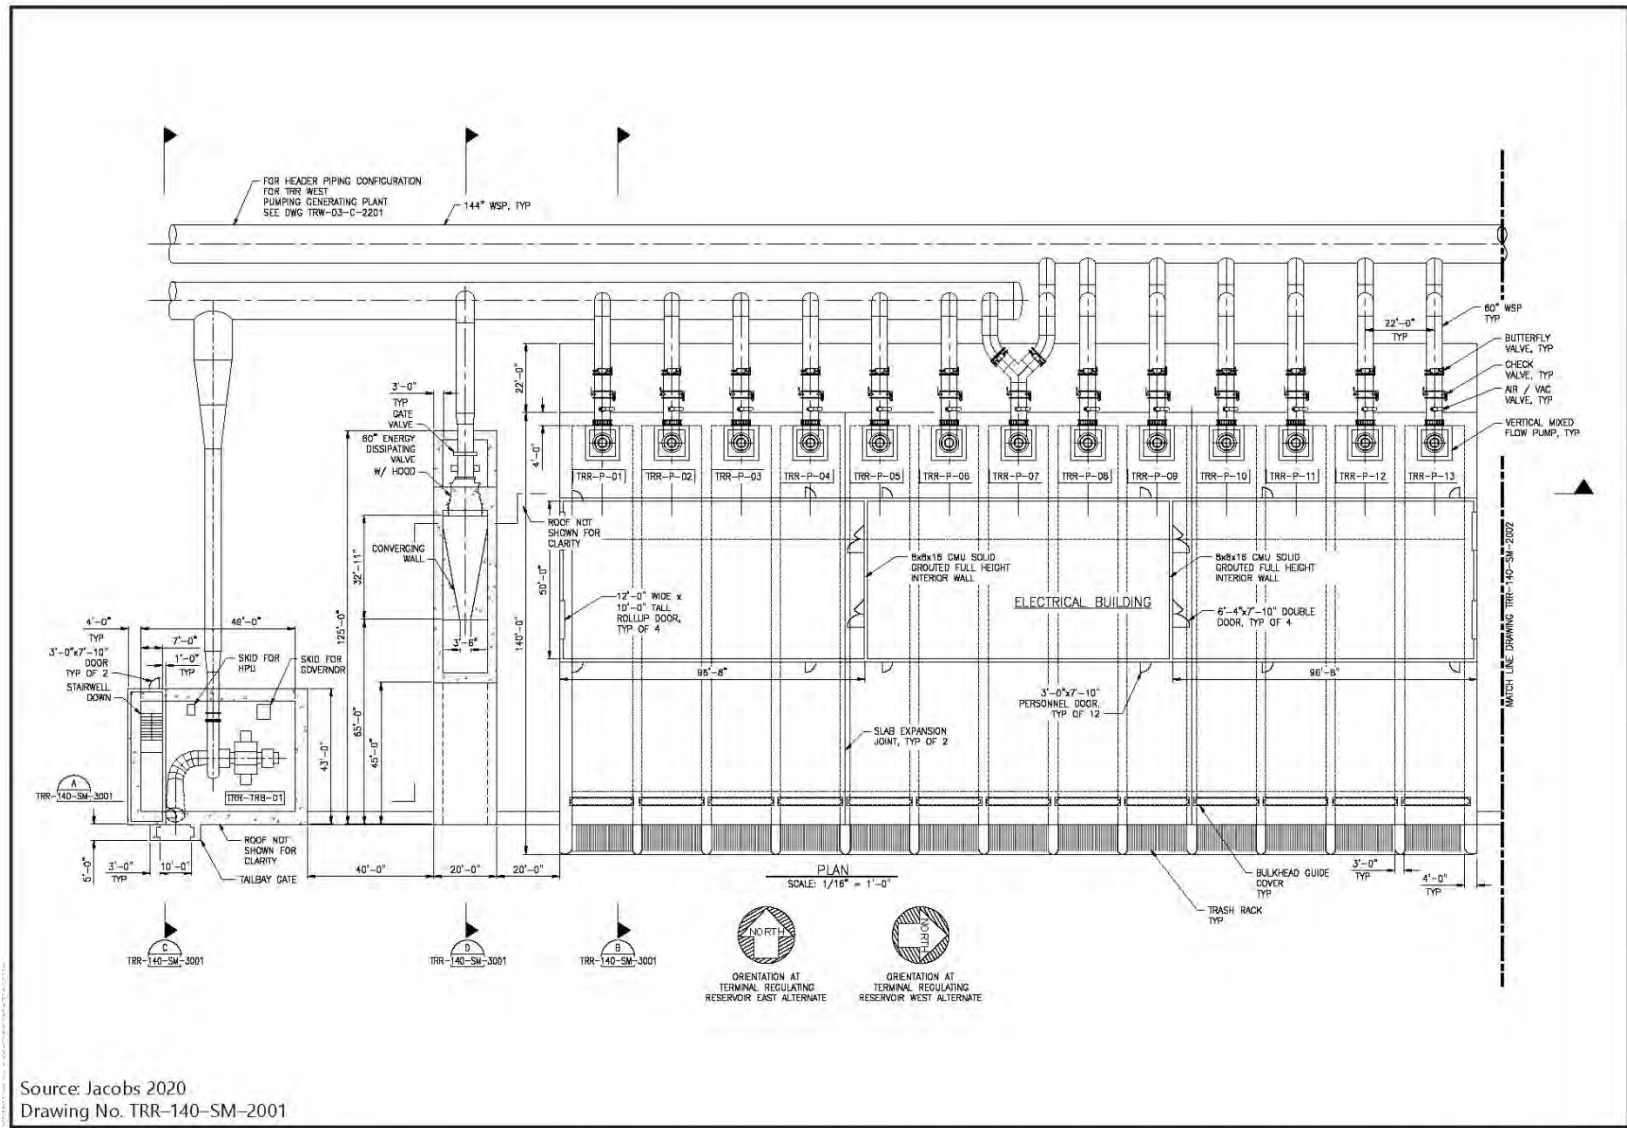 FOR HEADER PIPING CONFIGURATION
FOR TRR WEST
PUMPING GENERATING PLANT
SEE DWG TRW-03-C-2201
144" WSP, TYP
60" WSP
TYP
22'-0"
TYP
BUTTERFLY
VALVE, TYP
CHECK
VALVE, TYP
AIR / VAC
VALVE, TYP
VERTICAL MIXED
FLOW PUMP, TYP
22'-0"
4'-0"
3'-0"
TYP
GATE
VALVE
60" ENERGY
DISSIPATING
VALVE
W/ HOOD
TRR-P-01
TRR-P-02
TRR-P-03
TRR-P-04
TRR-P-05
TRR-P-06
TRR-P-07
TRR-P-08
TRR-P-09
TRR-P-10
TRR-P-11
TRR-P-12
TRR-P-13
ROOF NOT
SHOWN FOR
CLARITY
CONVERGING
WALL
32'-11"
50'-0"
125'-0"
140'-0"
3'-6"
12'-0" WIDE x
10'-0" TALL
ROLLUP DOOR,
TYP OF 4
8x8x16 CMU SOLID
GROUTED FULL HEIGHT
INTERIOR WALL
8x8x16 CMU SOLID
GROUTED FULL HEIGHT
INTERIOR WALL
ELECTRICAL BUILDING
6'-4"x7'-10" DOUBLE
DOOR, TYP OF 4
MATCH LINE DRAWING TRR-140-SM-2002
96'-8"
96'-8"
3'-0"x7'-10"
PERSONNEL DOOR,
TYP OF 12
SLAB EXPANSION
JOINT, TYP OF 2
4'-0"
TYP
48'-0"
7'-0"
1'-0"
TYP
3'-0"x7'-10"
DOOR
TYP OF 2
STAIRWELL
DOWN
SKID FOR
HPU
SKID FOR
GOVERNOR
65'-0"
45'-0"
43'-0"
TRR-TRB-01
A
TRR-140-SM-3001
5'-0"
3'-0"
TYP
10'-0"
ROOF NOT
SHOWN FOR
CLARITY
TAILBAY GATE
40'-0"
20'-0"
20'-0"
PLAN
SCALE: 1/16" = 1'-0"
BULKHEAD GUIDE
COVER
TYP
TRASH RACK
TYP
3'-0"
TYP
4'-0"
TYP
C
TRR-140-SM-3001
D
TRR-140-SM-3001
B
TRR-140-SM-3001
NORTH
ORIENTATION AT
TERMINAL REGULATING
RESERVOIR EAST ALTERNATE
NORTH
ORIENTATION AT
TERMINAL REGULATING
RESERVOIR WEST ALTERNATE
Source: Jacobs 2020
Drawing No. TRR-140-SM-2001